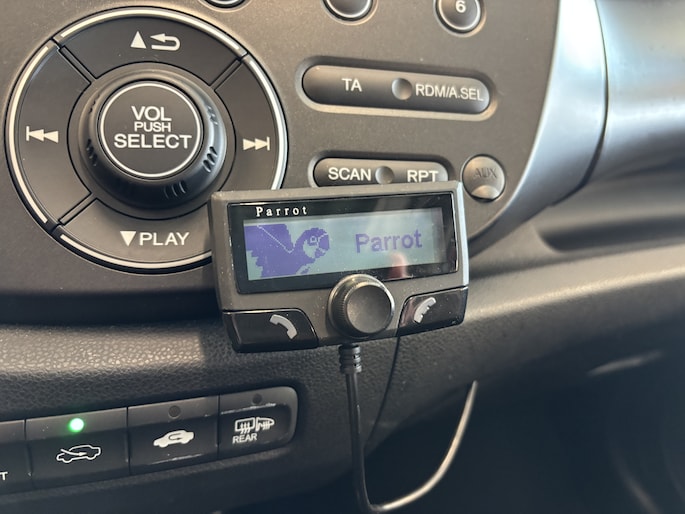 6
TA
RDM/A.SEL
VOL
PUSH
SELECT
SCAN
RPT
AUX
PLAY
Parrot
Parrot
REAR